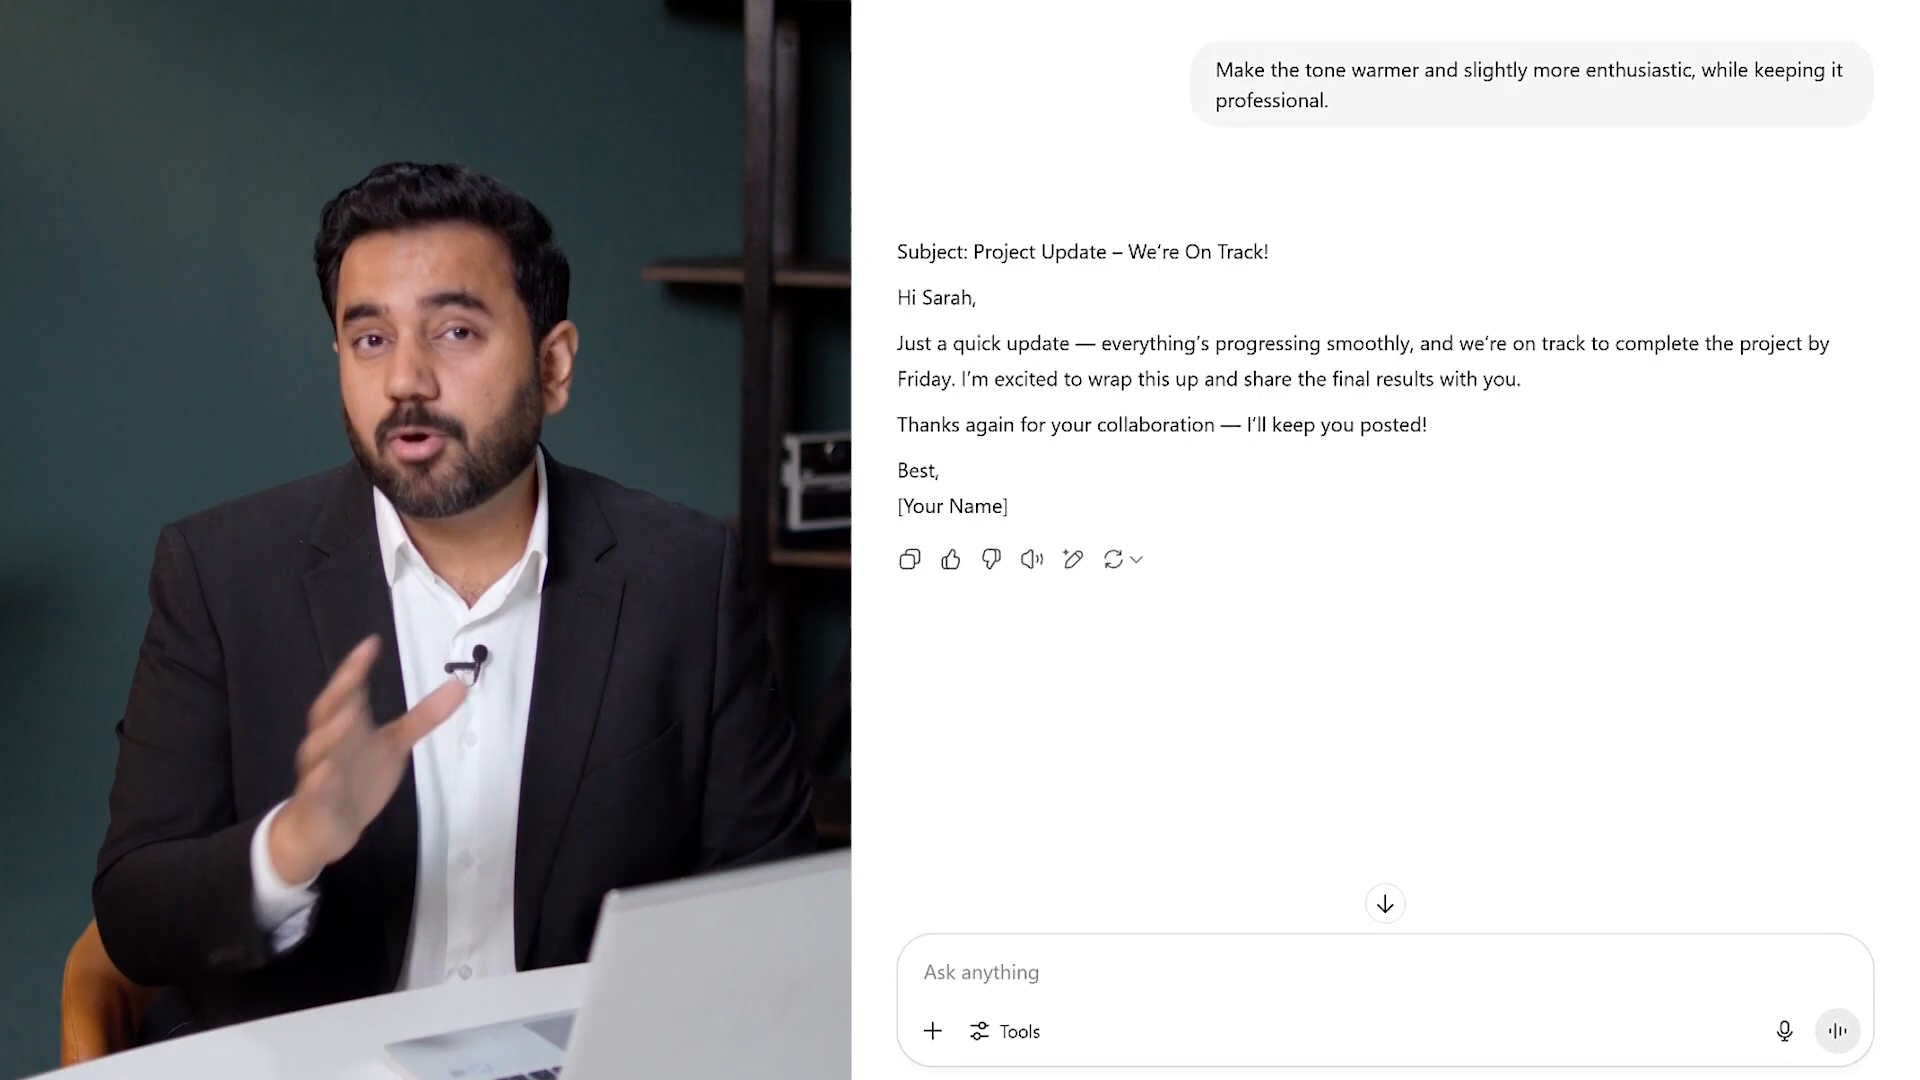 Make the tone warmer and slightly more enthusiastic, while keeping it
professional.
Subject: Project Update – We’re On Track!
Hi Sarah,
Just a quick update — everything’s progressing smoothly, and we’re on track to complete the project by
Friday. I’m excited to wrap this up and share the final results with you.
Thanks again for your collaboration — I’ll keep you posted!
Best,
[Your Name]
Ask anything
Tools